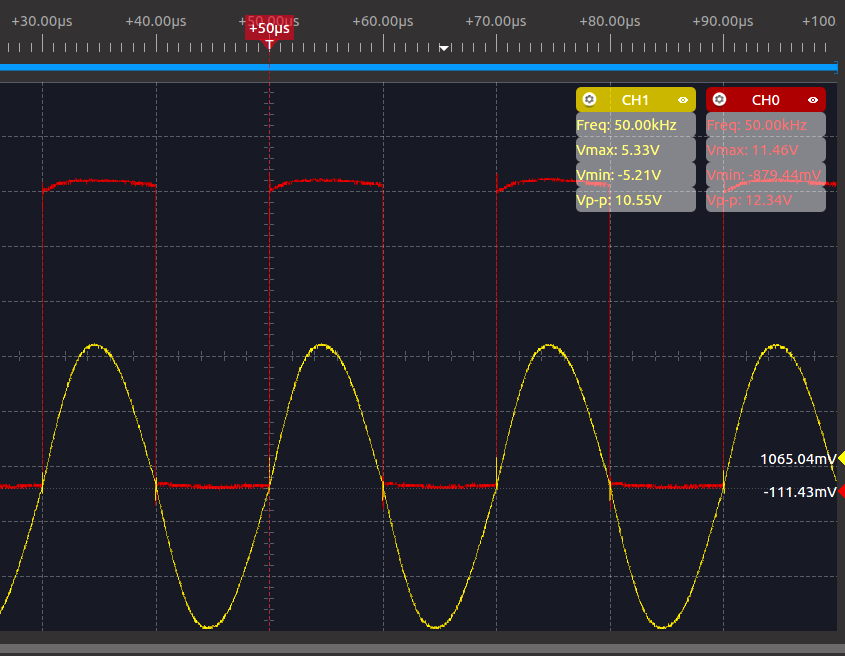 +30.00µs +40.00µs +50.00µs +60.00µs +70.00µs +80.00µs +90.00µs +100
+50µs
T
CH1 CH0
Freq: 50.00kHz Freq: 50.00kHz
Vmax: 5.33V Vmax: 11.46V
Vmin: -5.21V Vmin: -879.44mV
Vp-p: 10.55V Vp-p: 12.34V
1065.04mV
-111.43mV